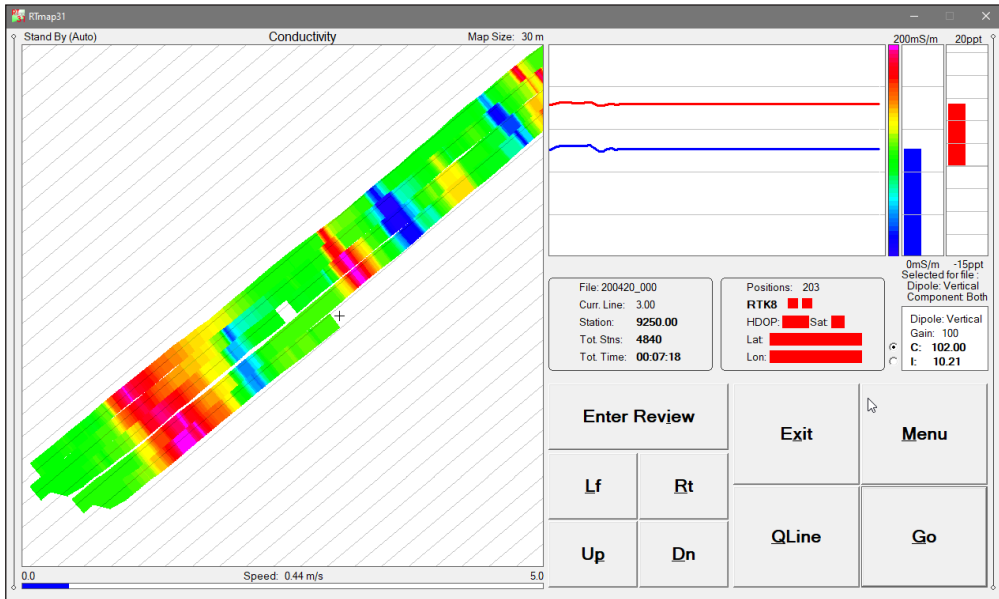 RTmap31
Stand By (Auto) Conductivity Map Size: 30 m
200mS/m 20ppt
0mS/m -15ppt
Selected for file :
Dipole: Vertical
Component: Both
File: 200420_000
Curr. Line: 3.00
Station: 9250.00
Tot. Stns: 4840
Tot. Time: 00:07:18
Positions: 203
RTK8
HDOP: Sat:
Lat:
Lon:
Dipole: Vertical
Gain: 100
C: 102.00
I: 10.21
Enter Review
Exit
Menu
Lf
Rt
Up
Dn
QLine
Go
0.0 Speed: 0.44 m/s 5.0